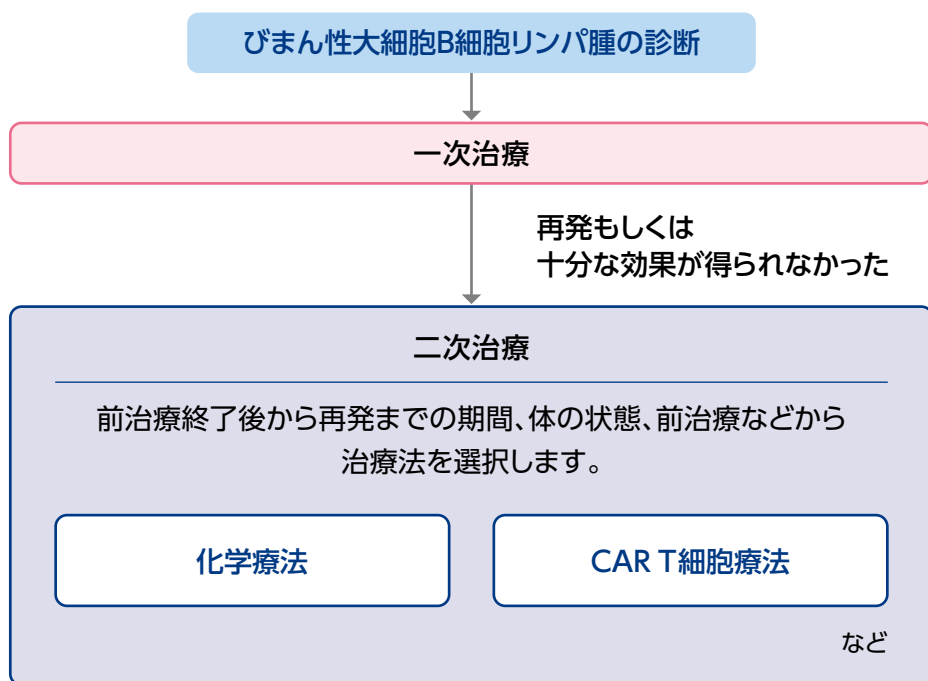 びまん性大細胞B細胞リンパ腫の診断
一次治療
再発もしくは
十分な効果が得られなかった
二次治療
前治療終了後から再発までの期間、体の状態、前治療などから
治療法を選択します。
化学療法
CAR T細胞療法
など